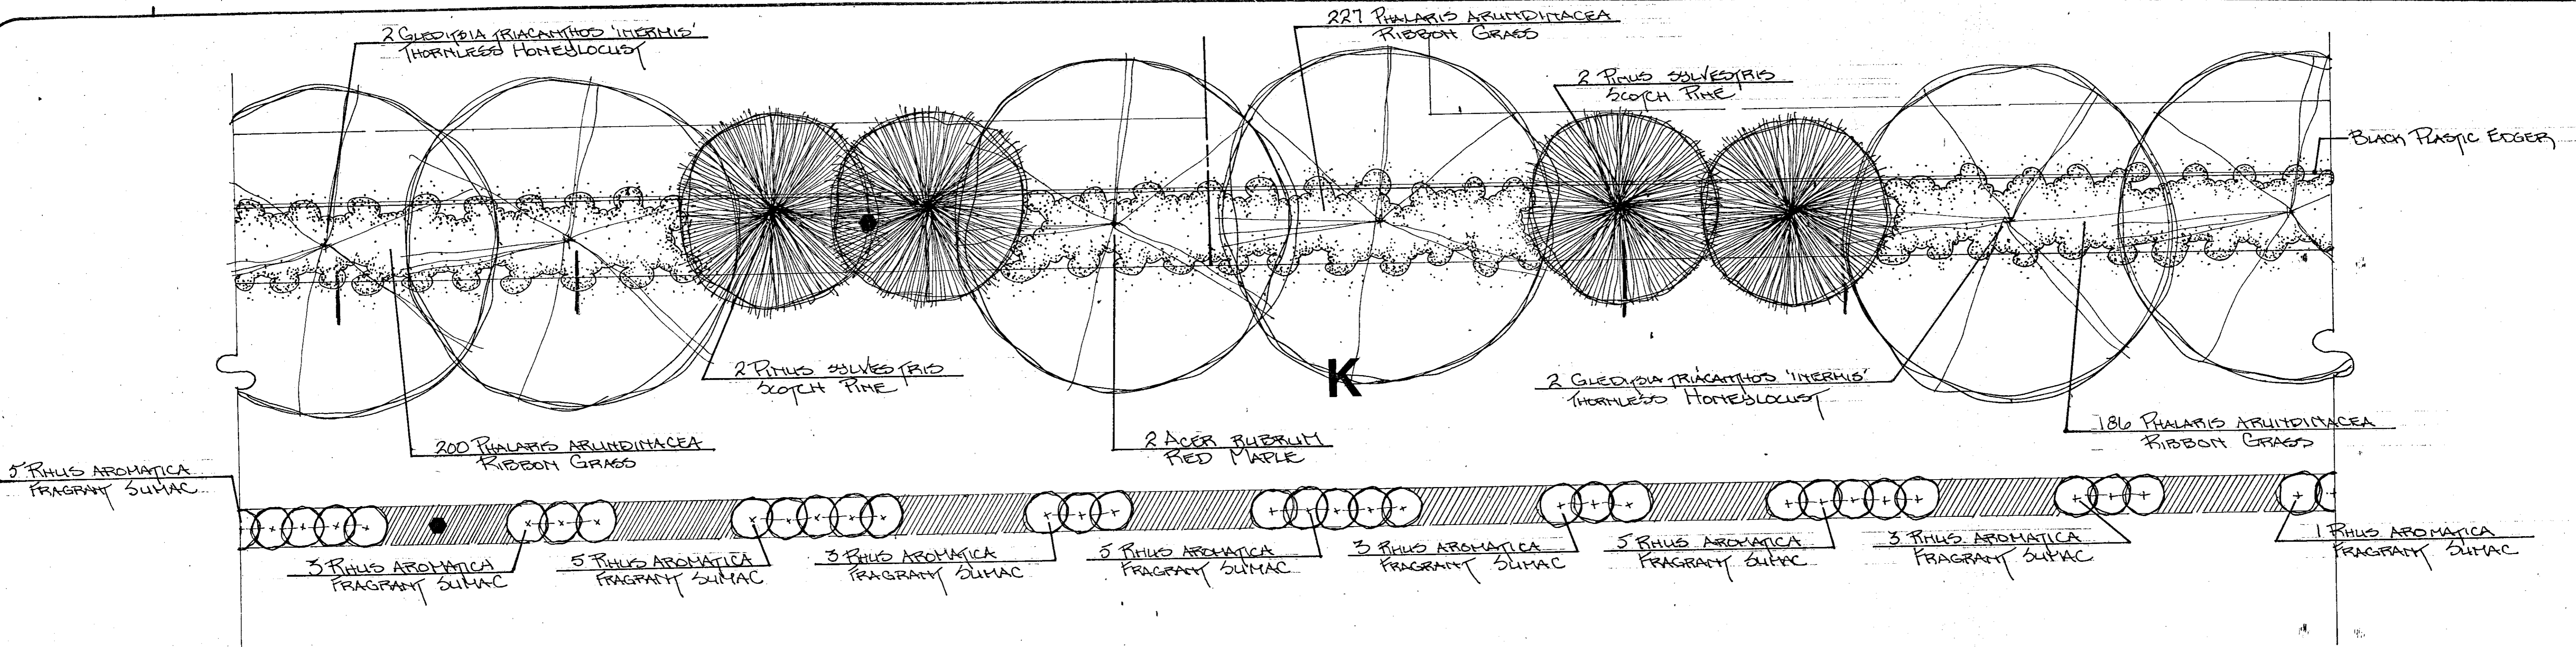 2 GLEDITSIA TRIACANTHOS 'INERMIS'
THORNLESS HONEYLOCUST
227 PHALARIS ARUNDINACEA
RIBBON GRASS
2 PINUS SYLVESTRIS
SCOTCH PINE
BLACK PLASTIC EDGER
2 PINUS SYLVESTRIS
SCOTCH PINE
K
2 GLEDITSIA TRIACANTHOS 'INERMIS'
THORNLESS HONEYLOCUST
200 PHALARIS ARUNDINACEA
RIBBON GRASS
2 ACER RUBRUM
RED MAPLE
186 PHALARIS ARUNDINACEA
RIBBON GRASS
5 RHUS AROMATICA
FRAGRANT SUMAC
3 RHUS AROMATICA
FRAGRANT SUMAC
5 RHUS AROMATICA
FRAGRANT SUMAC
3 RHUS AROMATICA
FRAGRANT SUMAC
5 RHUS AROMATICA
FRAGRANT SUMAC
3 RHUS AROMATICA
FRAGRANT SUMAC
5 RHUS AROMATICA
FRAGRANT SUMAC
3 RHUS AROMATICA
FRAGRANT SUMAC
1 RHUS AROMATICA
FRAGRANT SUMAC